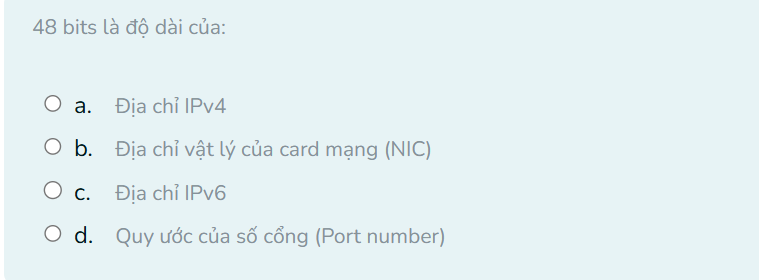 48 bits là độ dài của:
a. Địa chỉ IPv4
b. Địa chỉ vật lý của card mạng (NIC)
c. Địa chỉ IPv6
d. Quy ước của số cổng (Port number)